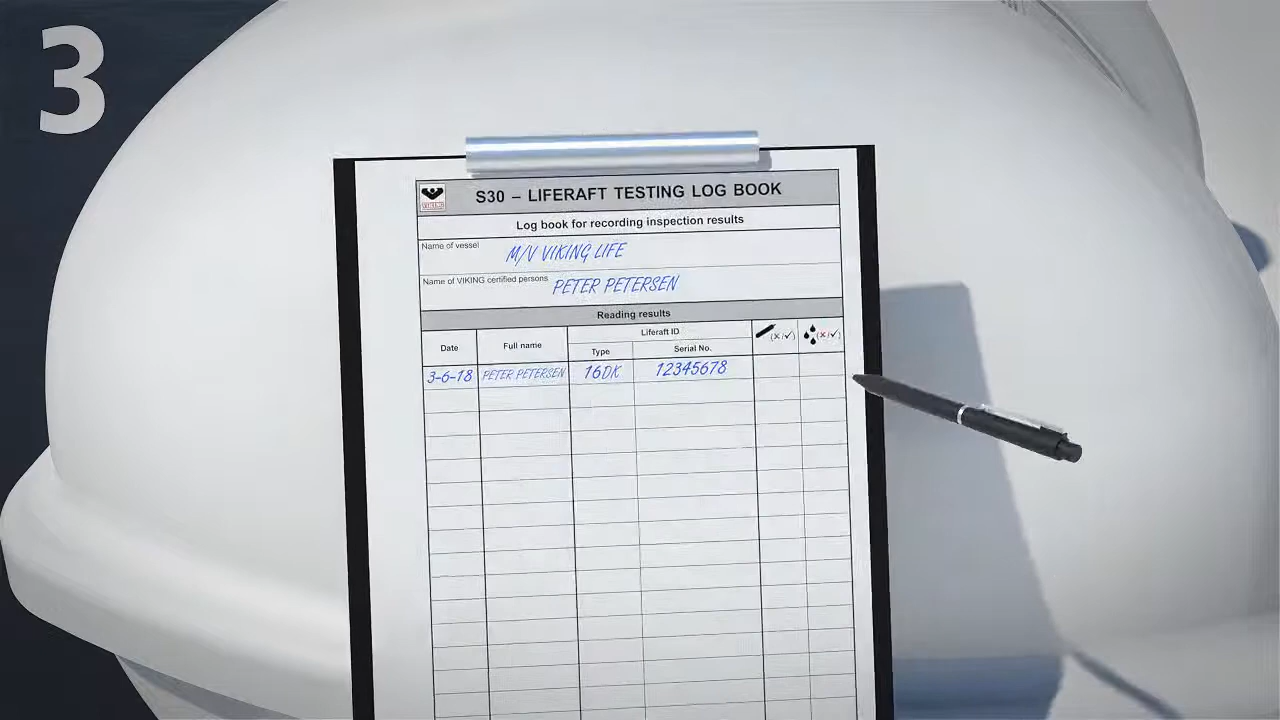 3
S30 – LIFERAFT TESTING LOG BOOK
Log book for recording inspection results
Name of vessel M/V VIKING LIFE
Name of VIKING certified persons PETER PETERSEN
Reading results
Date Full name Liferaft ID (×/✓) (×/✓)
Type Serial No.
3-6-18 PETER PETERSEN 16DK 12345678